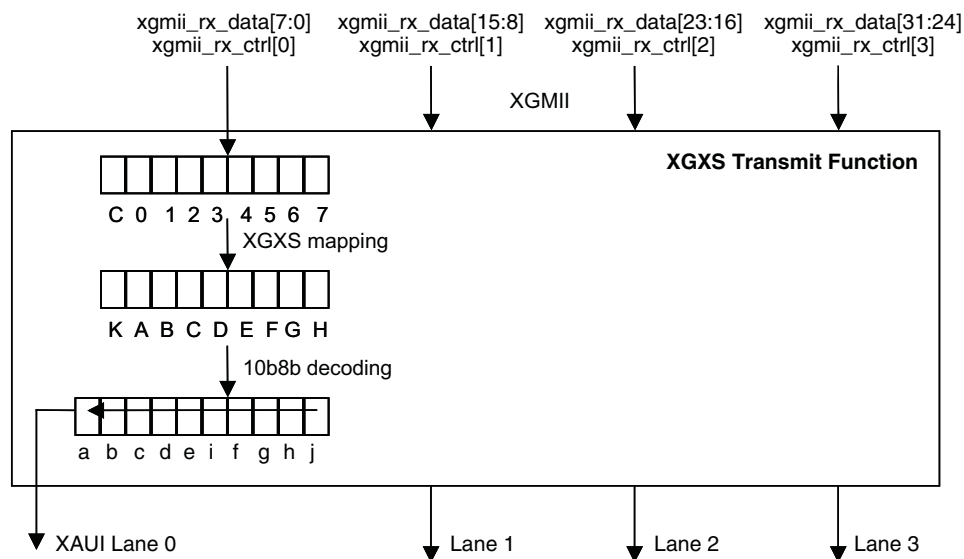 xgmii_rx_data[7:0] xgmii_rx_data[15:8] xgmii_rx_data[23:16] xgmii_rx_data[31:24]
xgmii_rx_ctrl[0] xgmii_rx_ctrl[1] xgmii_rx_ctrl[2] xgmii_rx_ctrl[3]
XGMII
XGXS Transmit Function
C 0 1 2 3 4 5 6 7
XGXS mapping
K A B C D E F G H
10b8b decoding
a b c d e i f g h j
XAUI Lane 0 Lane 1 Lane 2 Lane 3